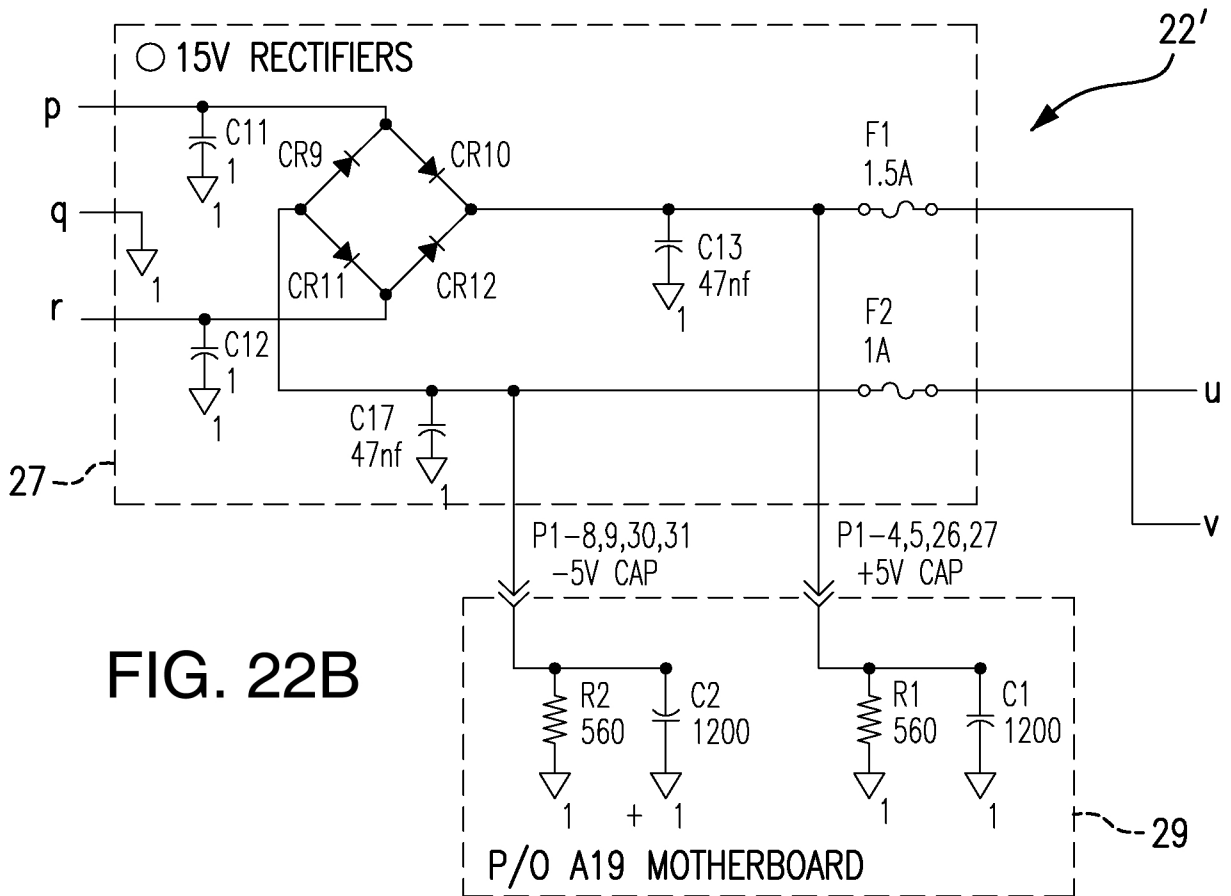 22'
15V RECTIFIERS
p
C11
1
1
CR9
CR10
F1
1.5A
q
1
C13
47nf
1
CR11
CR12
r
C12
1
1
F2
1A
u
C17
47nf
1
27
v
P1-8,9,30,31
-5V CAP
P1-4,5,26,27
+5V CAP
FIG. 22B
R2
560
C2
1200
R1
560
C1
1200
1
+
1
1
1
29
P/O A19 MOTHERBOARD